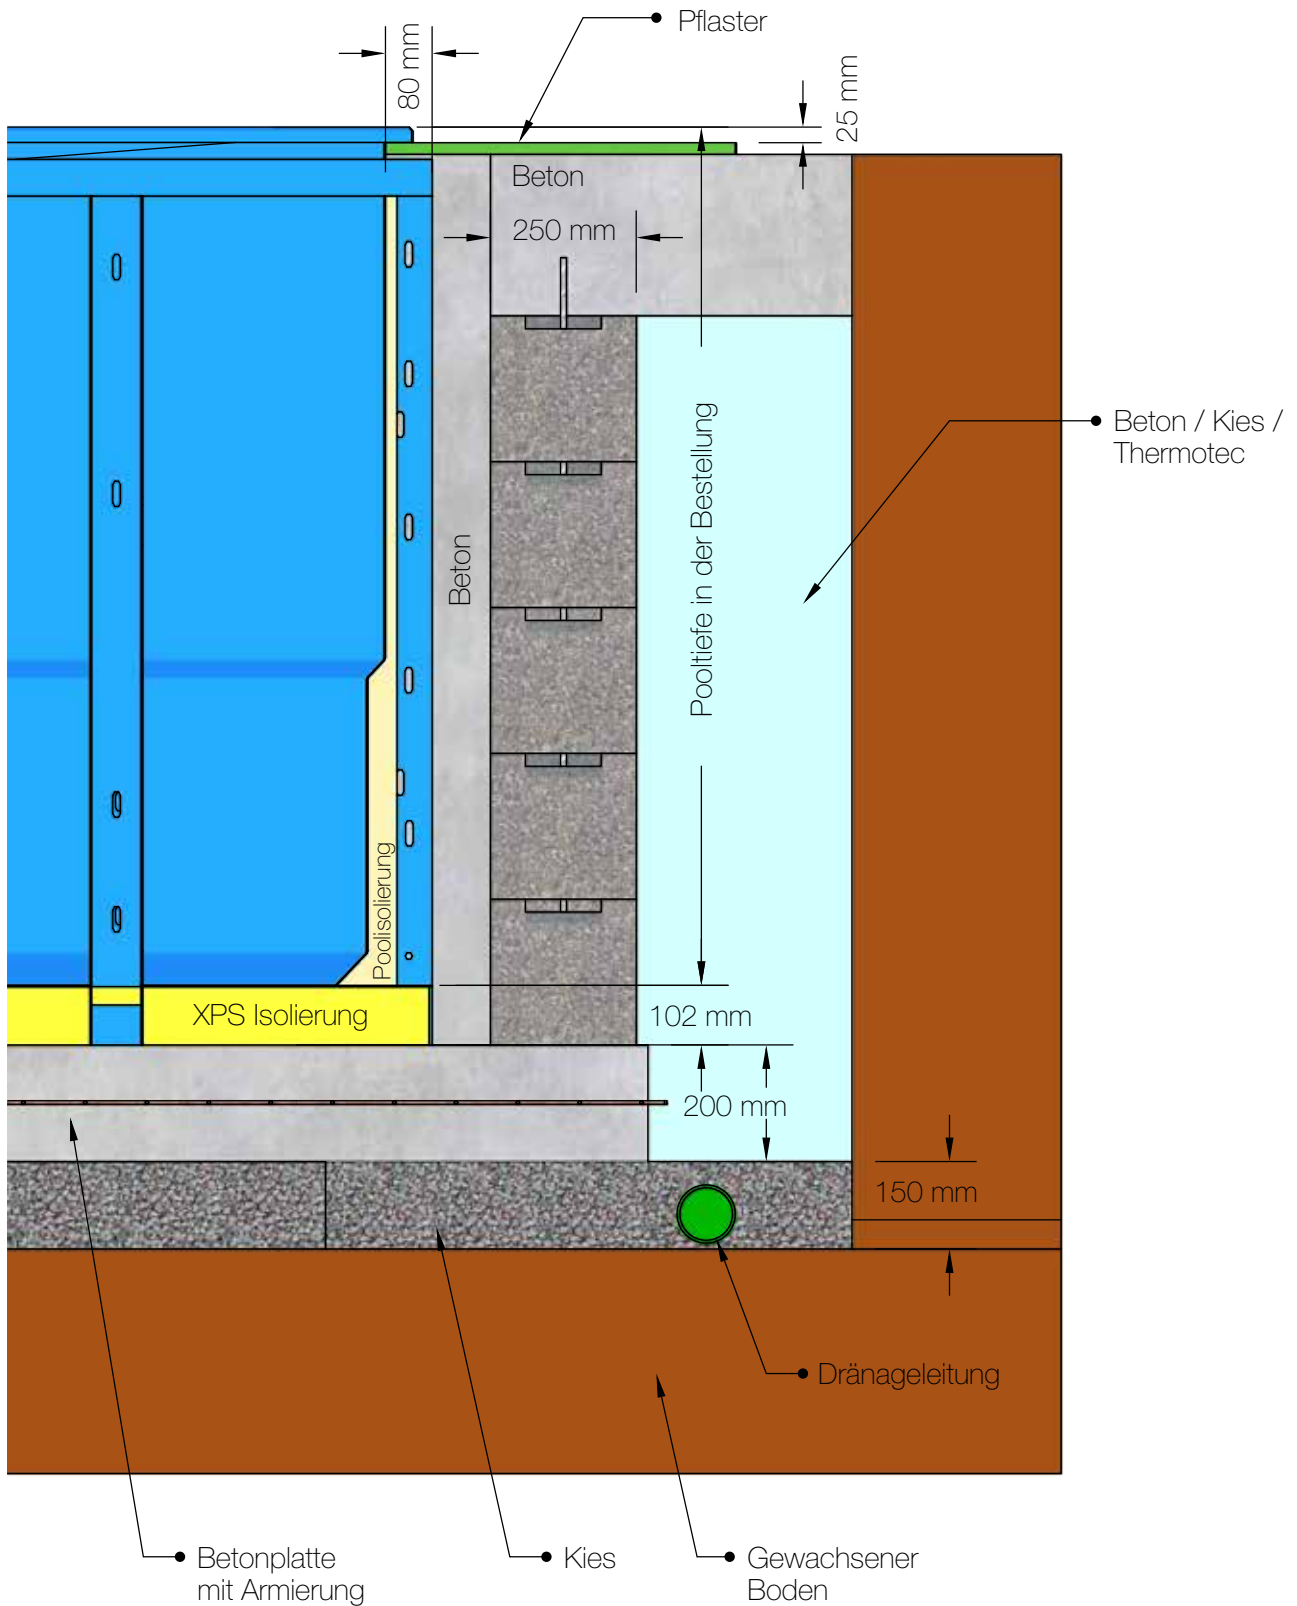 Pflaster
80 mm
25 mm
Beton
250 mm
Beton / Kies /
Thermotec
Pooltiefe in der Bestellung
Beton
Poolisolierung
XPS Isolierung
102 mm
200 mm
150 mm
Dränageleitung
Betonplatte
mit Armierung
Kies
Gewachsener
Boden